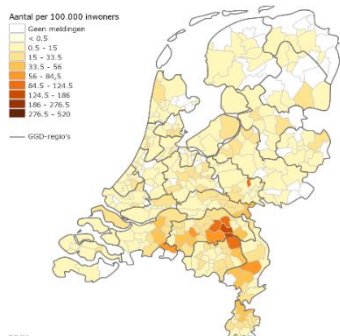 Aantal per 100.000 inwoners
Geen meldingen
< 0.5
0.5 - 15
15 - 33.5
33.5 - 56
56 - 84,5
84.5 - 124.5
124.5 - 186
186 - 276.5
276.5 - 520
GGD-regio's